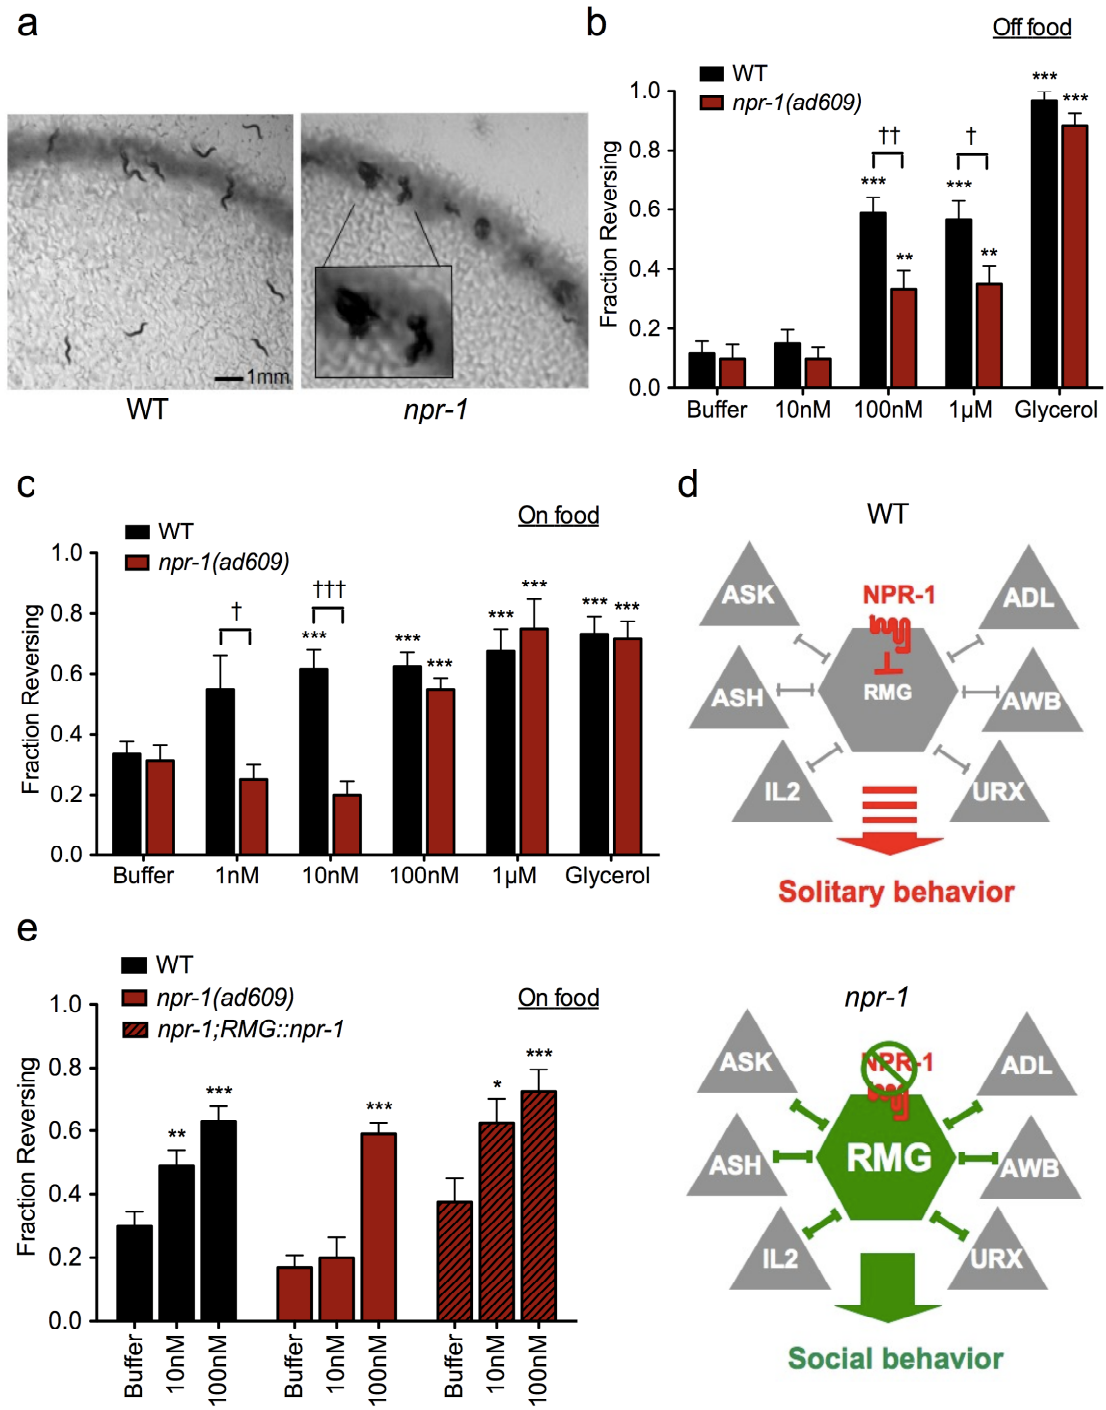 a
1mm
WT
npr-1
b
Off food
WT
npr-1(ad609)
Fraction Reversing
1.0
0.8
0.6
0.4
0.2
0.0
***
**
††
***
**
†
***
***
Buffer
10nM
100nM
1µM
Glycerol
c
On food
WT
npr-1(ad609)
Fraction Reversing
1.0
0.8
0.6
0.4
0.2
0.0
†
†††
***
***
***
***
***
***
***
Buffer
1nM
10nM
100nM
1µM
Glycerol
d
WT
ASK
NPR-1
ADL
ASH
RMG
AWB
IL2
URX
Solitary behavior
npr-1
ASK
NPR-1
ADL
ASH
RMG
AWB
IL2
URX
Social behavior
e
WT
npr-1(ad609)
npr-1;RMG::npr-1
On food
Fraction Reversing
1.0
0.8
0.6
0.4
0.2
0.0
**
***
***
*
***
Buffer
10nM
100nM
Buffer
10nM
100nM
Buffer
10nM
100nM